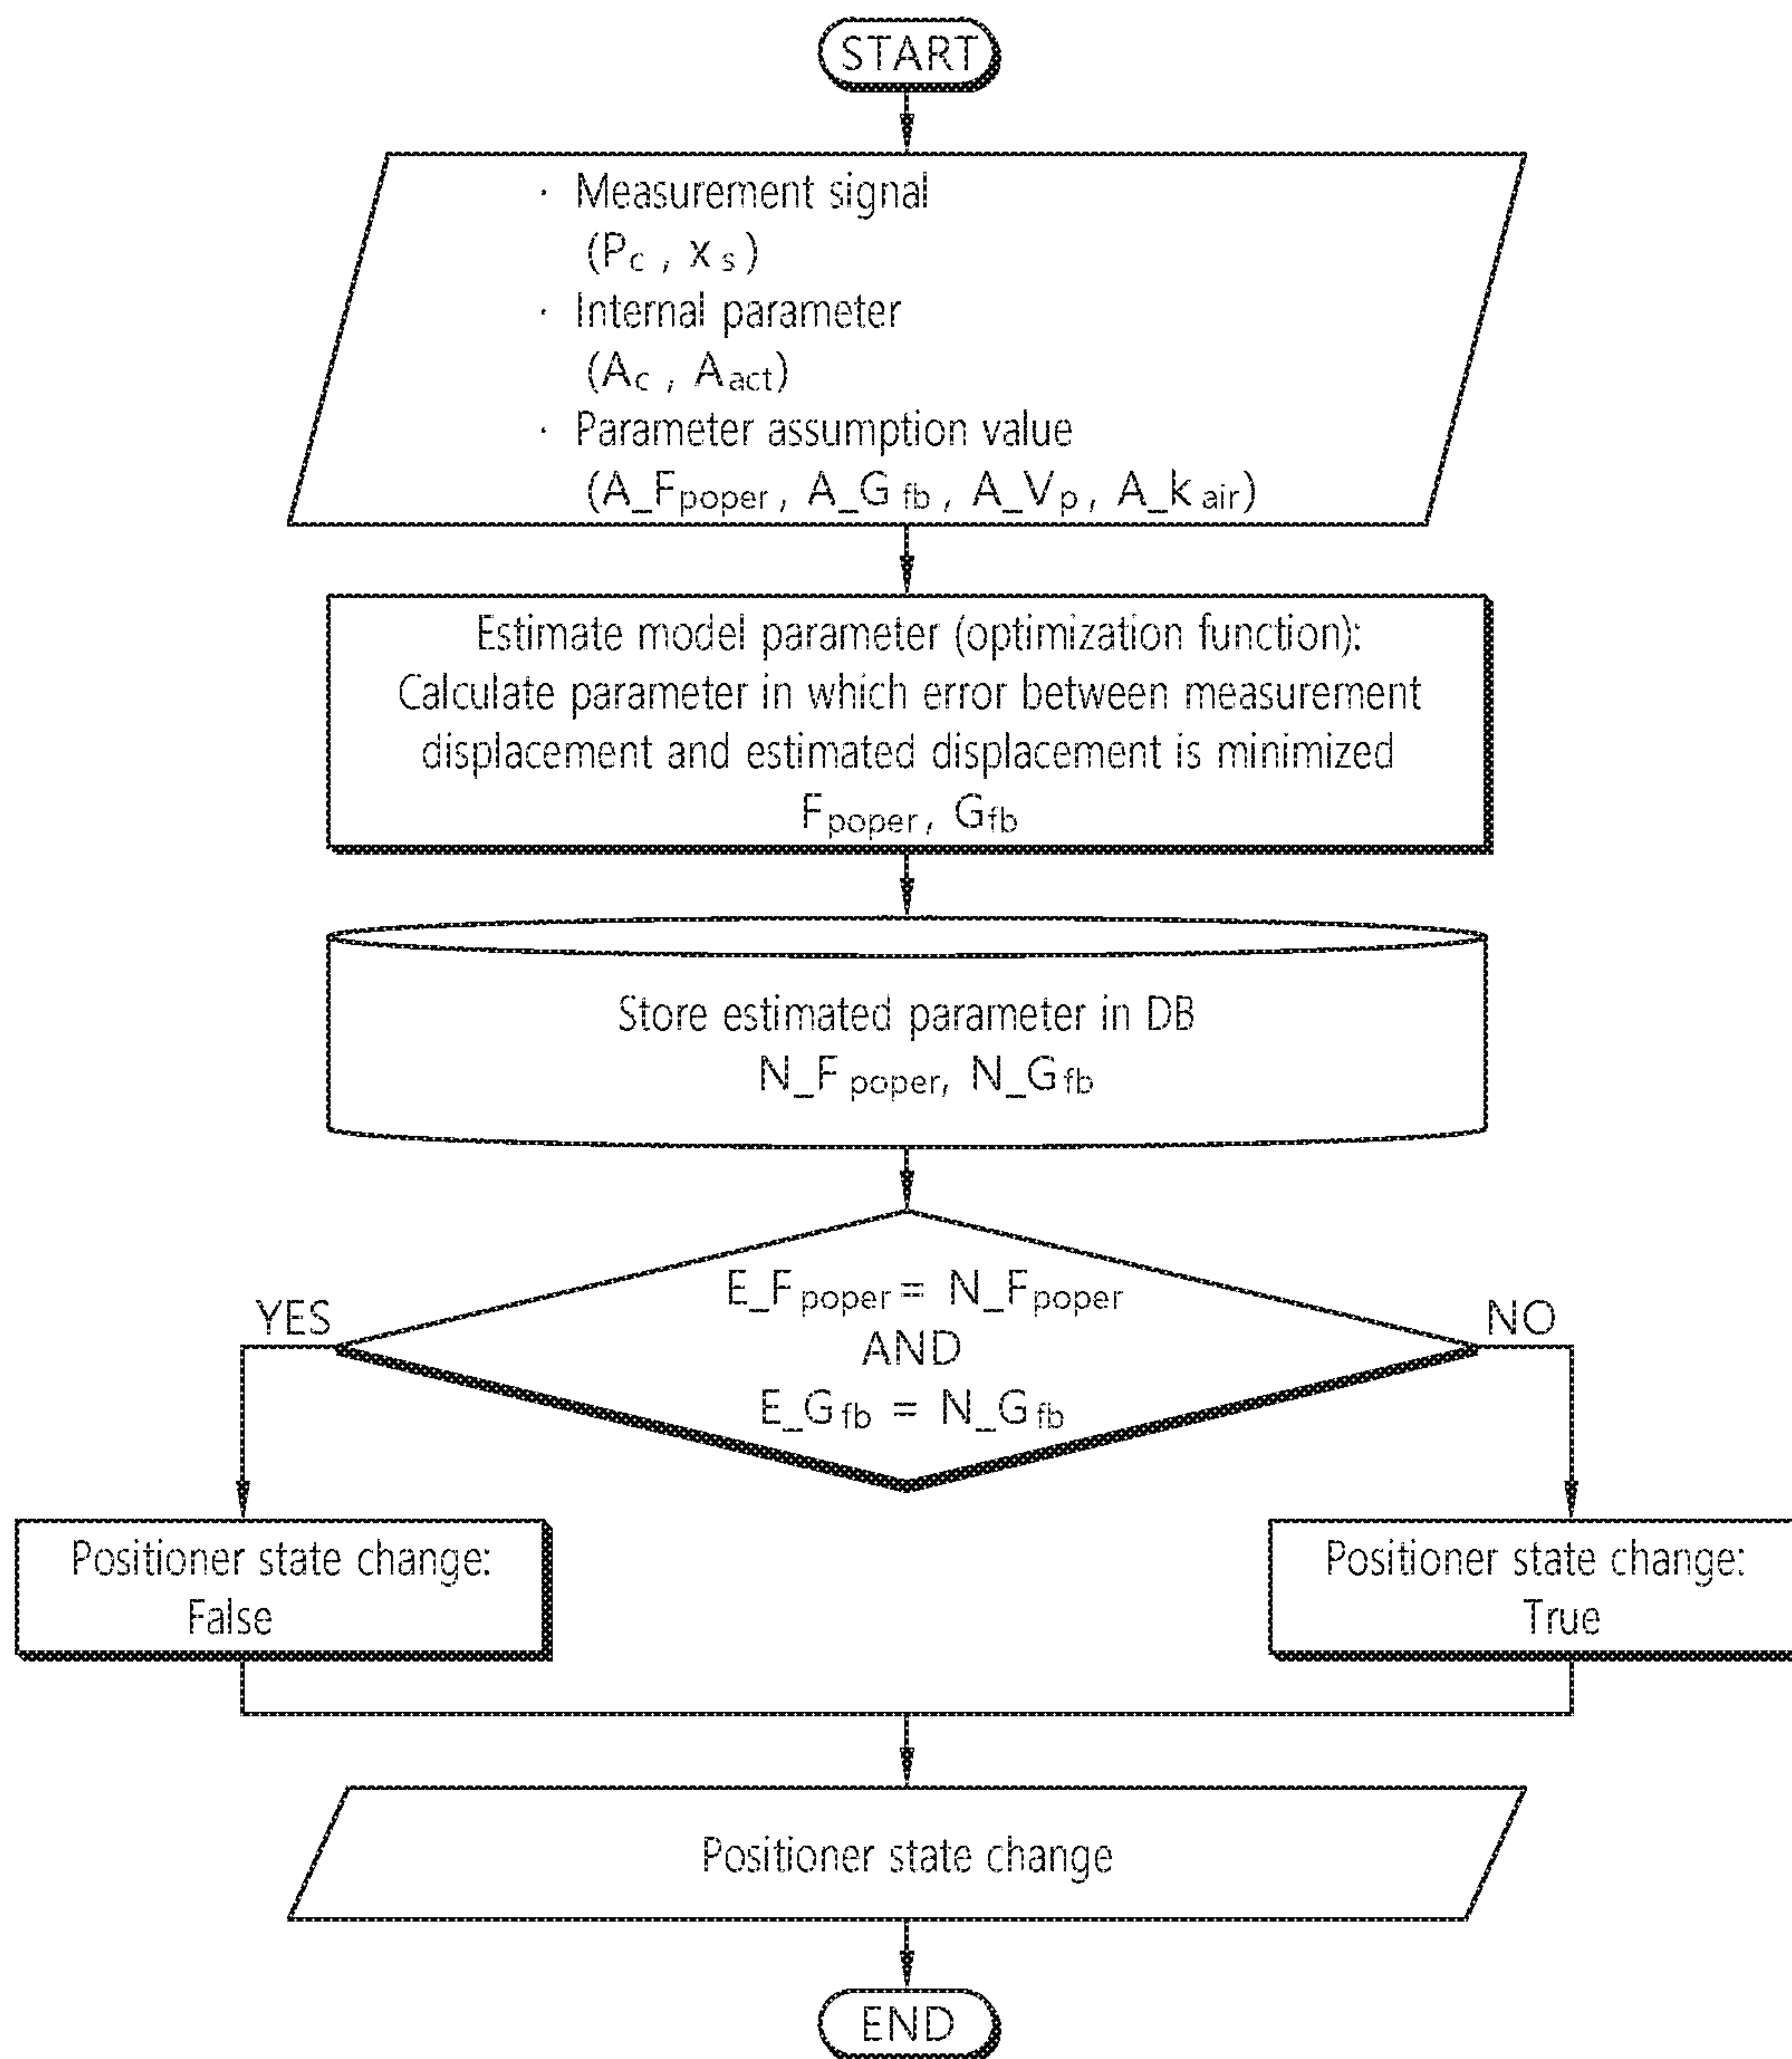 START
· Measurement signal
(Pc , xs)
· Internal parameter
(Ac , Aact)
· Parameter assumption value
(A_Fpoper, A_Gfb, A_Vp, A_kair)
Estimate model parameter (optimization function):
Calculate parameter in which error between measurement
displacement and estimated displacement is minimized
Fpoper, Gfb
Store estimated parameter in DB
N_Fpoper, N_Gfb
E_Fpoper = N_Fpoper
AND
E_Gfb = N_Gfb
YES
NO
Positioner state change:
False
Positioner state change:
True
Positioner state change
END